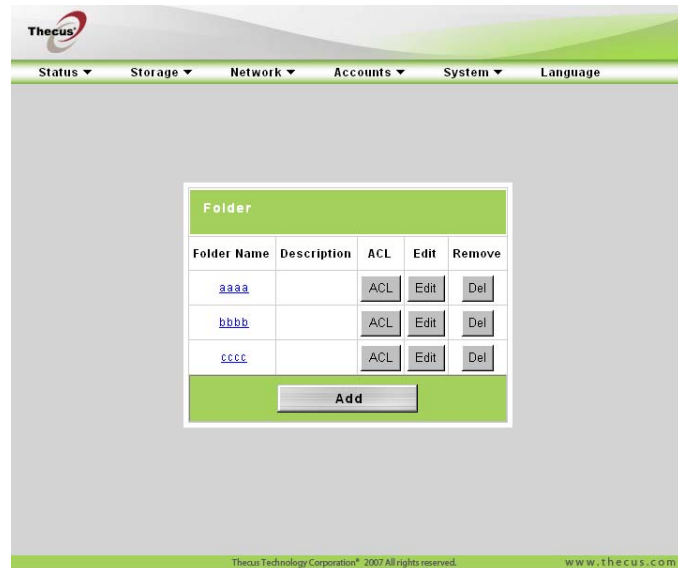 Thecus
Status ▼ Storage ▼ Network ▼ Accounts ▼ System ▼ Language
Folder
Folder Name Description ACL Edit Remove
aaaa ACL Edit Del
bbbb ACL Edit Del
cccc ACL Edit Del
Add
Thecus Technology Corporation® 2007 All rights reserved. www.thecus.com